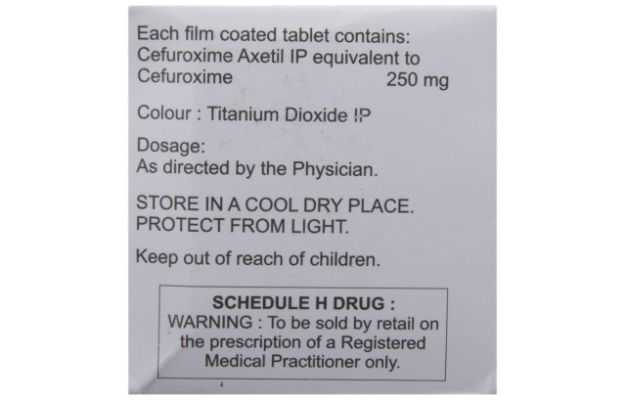 Each film coated tablet contains:
Cefuroxime Axetil IP equivalent to
Cefuroxime 250 mg
Colour : Titanium Dioxide IP
Dosage:
As directed by the Physician.
STORE IN A COOL DRY PLACE.
PROTECT FROM LIGHT.
Keep out of reach of children.
SCHEDULE H DRUG :
WARNING : To be sold by retail on
the prescription of a Registered
Medical Practitioner only.